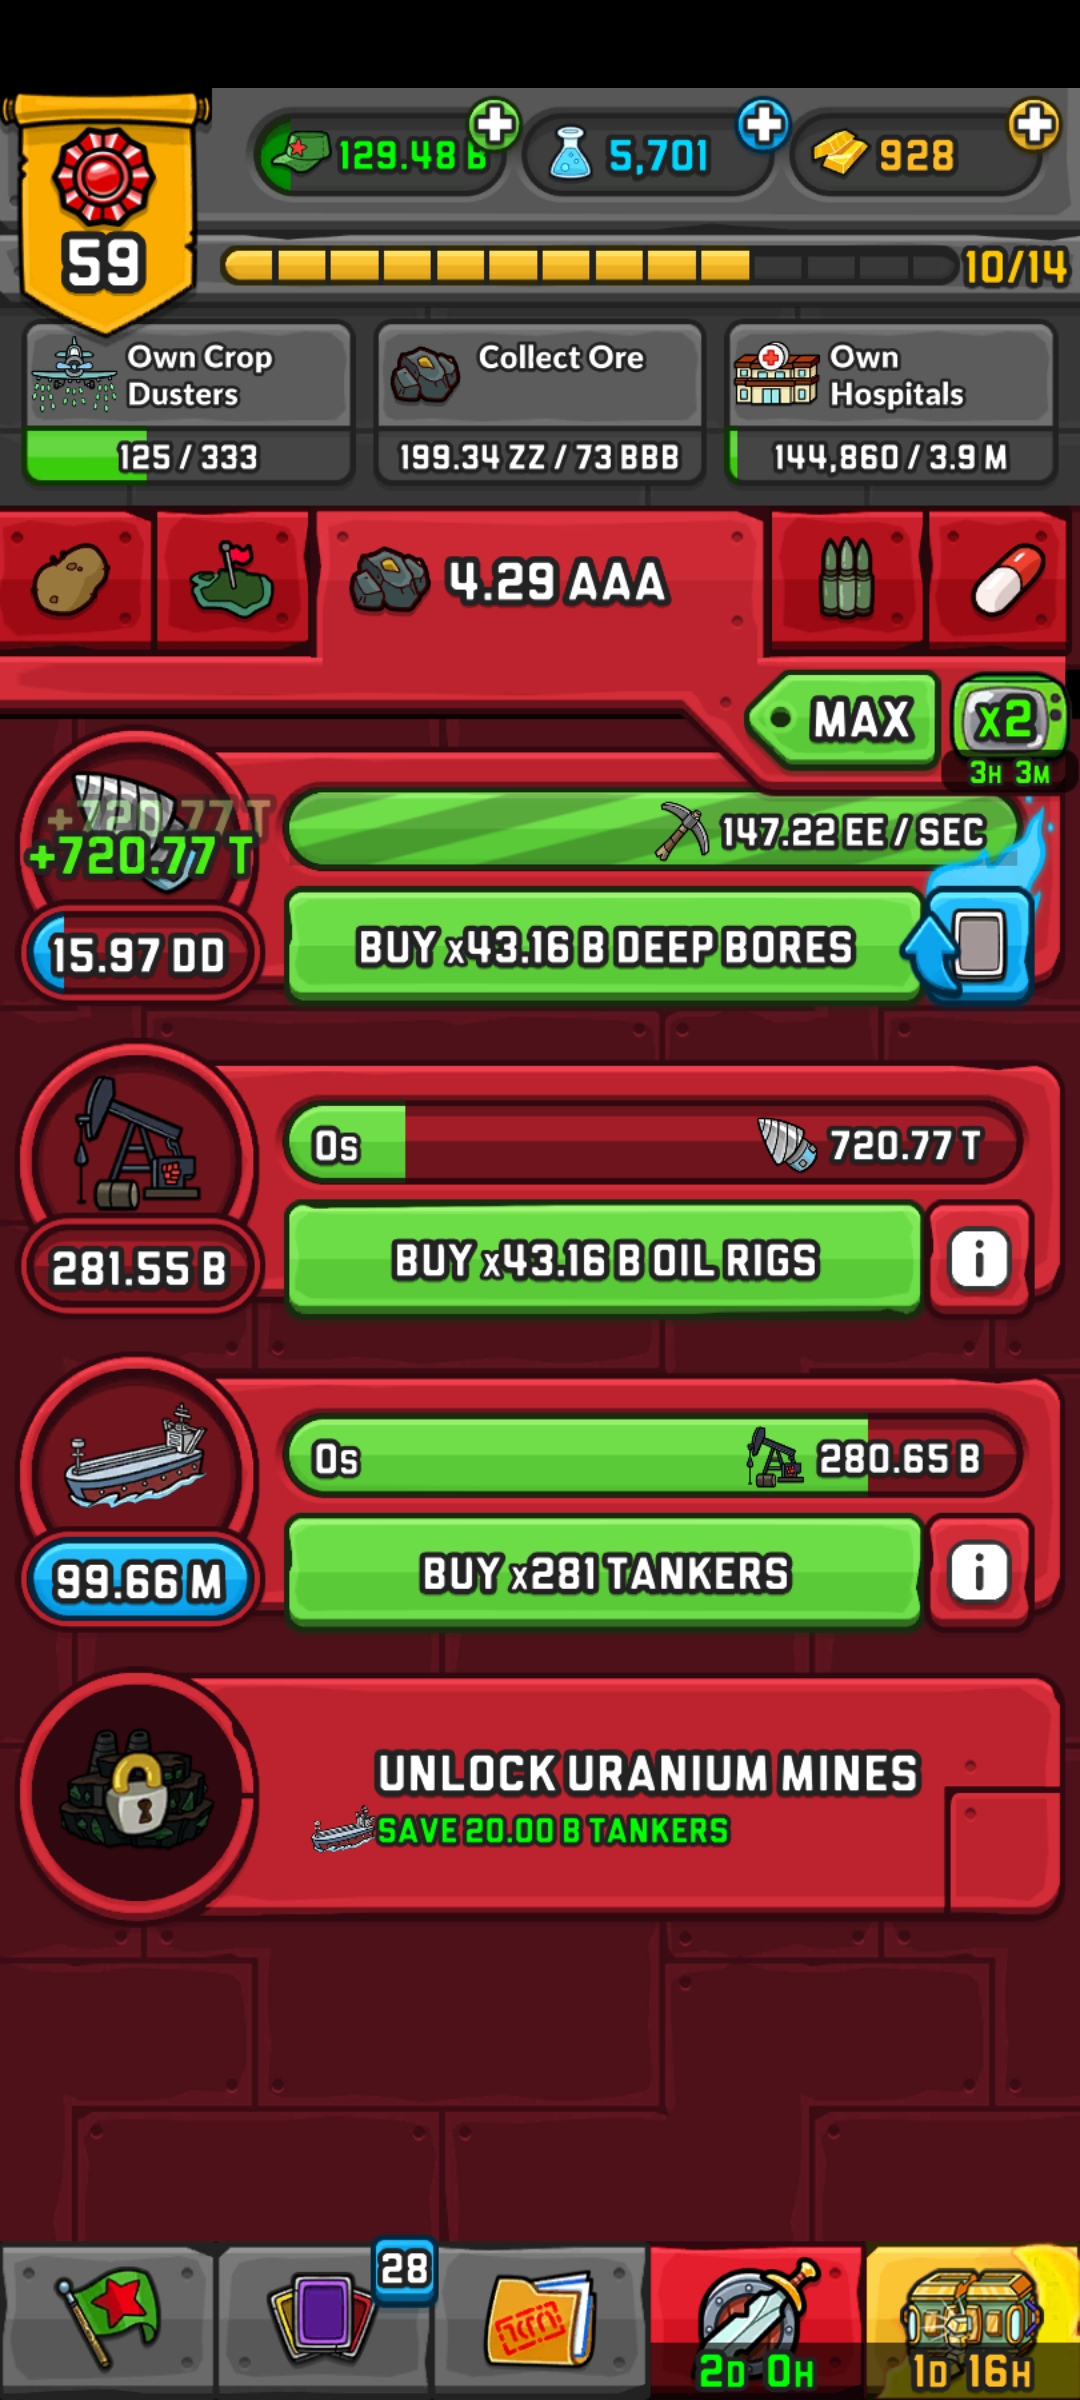 129.48 B
5,701
928
59
10/14
Own Crop
Dusters
125 / 333
Collect Ore
199.34 ZZ / 73 BBB
Own
Hospitals
144,860 / 3.9 M
4.29 AAA
MAX
x2
3H 3M
+720.77 T
+720.77 T
147.22 EE / SEC
15.97 DD
BUY x43.16 B DEEP BORES
0s
720.77 T
281.55 B
BUY x43.16 B OIL RIGS
i
0s
280.65 B
99.66 M
BUY x281 TANKERS
i
UNLOCK URANIUM MINES
SAVE 20.00 B TANKERS
28
2D 0H
1D 16H